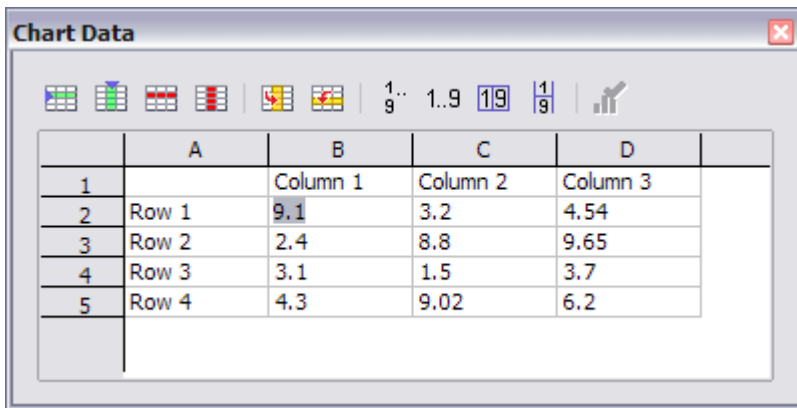 Chart Data
1.. 9 1..9 19 1 9
A B C D
1 Column 1 Column 2 Column 3
2 Row 1 9.1 3.2 4.54
3 Row 2 2.4 8.8 9.65
4 Row 3 3.1 1.5 3.7
5 Row 4 4.3 9.02 6.2